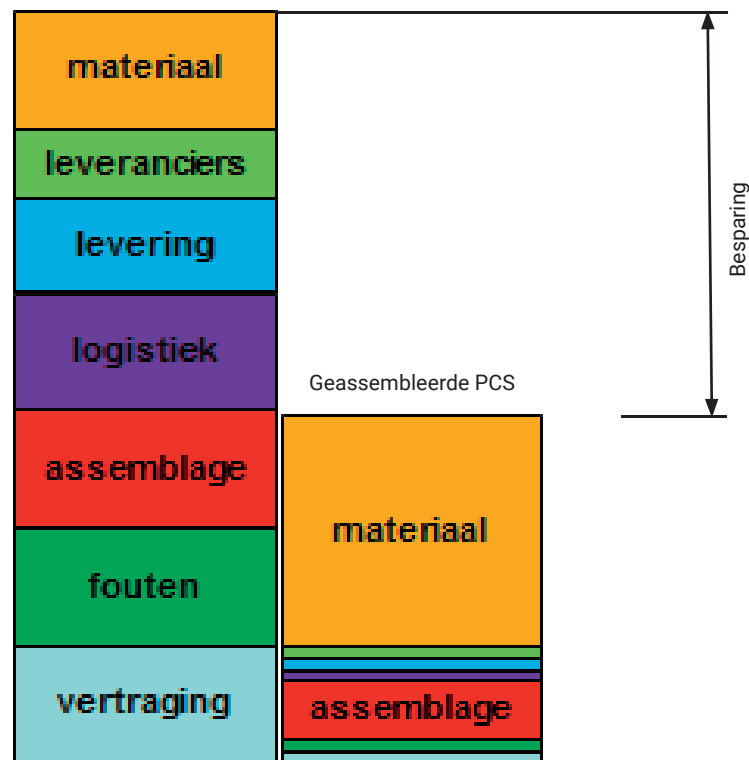 materiaal
leveranciers
levering
logistiek
assemblage
fouten
vertraging
Geassembleerde PCS
materiaal
assemblage
Besparing